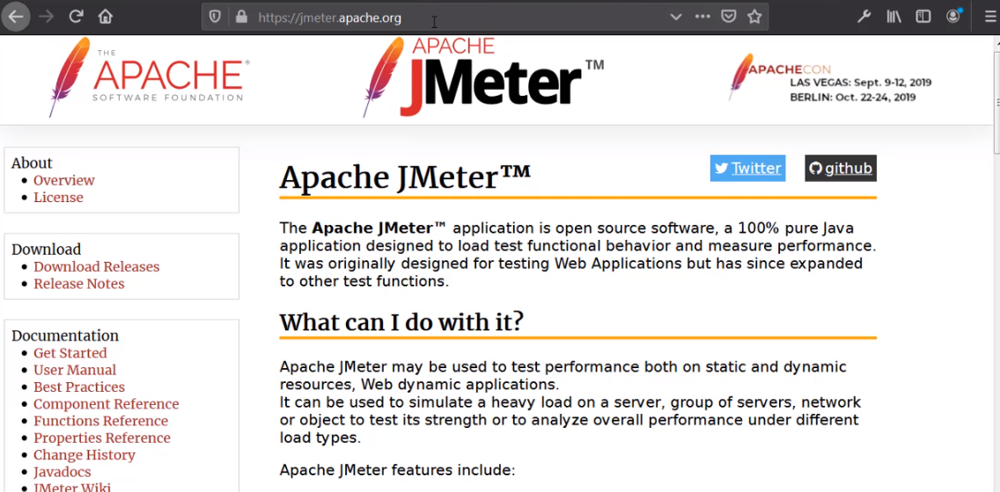 https://jmeter.apache.org
THE
APACHE®
SOFTWARE FOUNDATION
APACHE
JMeter™
APACHECON
LAS VEGAS: Sept. 9-12, 2019
BERLIN: Oct. 22-24, 2019
About
Overview
License
Download
Download Releases
Release Notes
Documentation
Get Started
User Manual
Best Practices
Component Reference
Functions Reference
Properties Reference
Change History
Javadocs
JMeter Wiki
Apache JMeter™
Twitter
github
The Apache JMeter™ application is open source software, a 100% pure Java
application designed to load test functional behavior and measure performance.
It was originally designed for testing Web Applications but has since expanded
to other test functions.
What can I do with it?
Apache JMeter may be used to test performance both on static and dynamic
resources, Web dynamic applications.
It can be used to simulate a heavy load on a server, group of servers, network
or object to test its strength or to analyze overall performance under different
load types.
Apache JMeter features include: